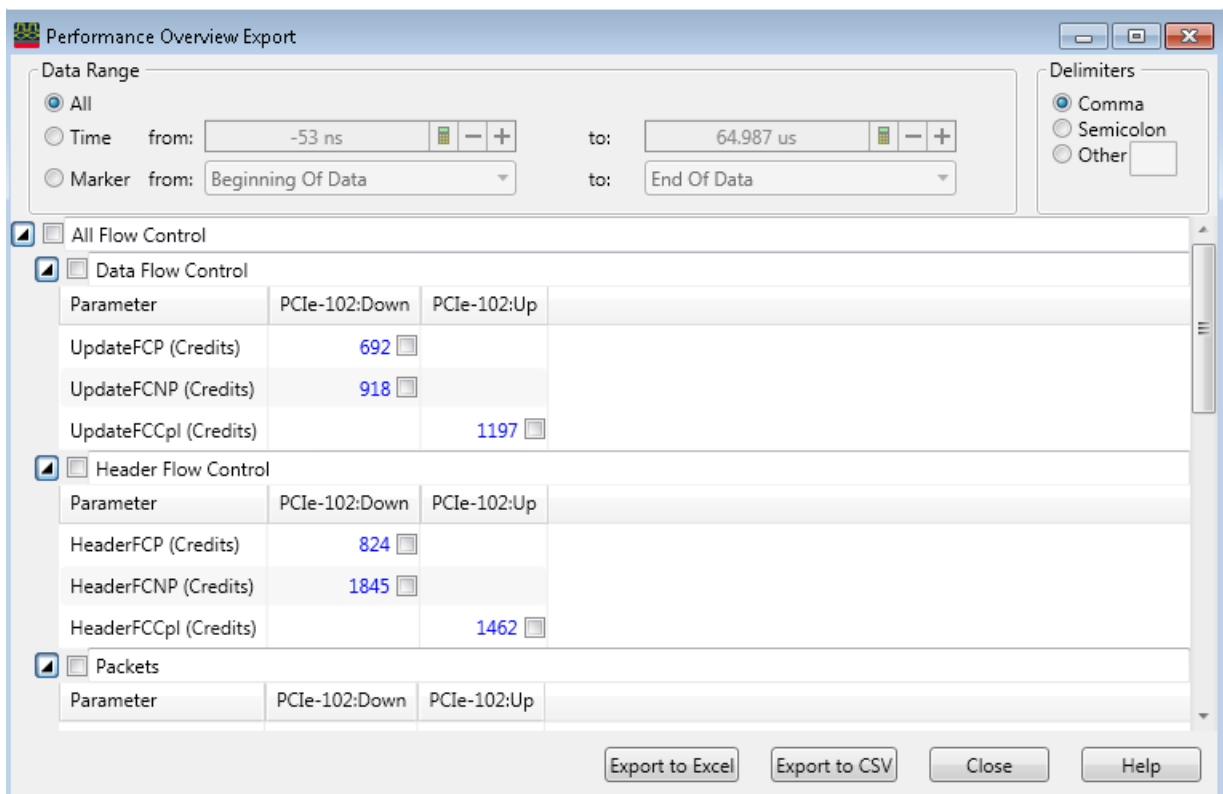 Performance Overview Export
Data Range
All
Time from: -53 ns to: 64.987 us
Marker from: Beginning Of Data to: End Of Data
Delimiters
Comma
Semicolon
Other
All Flow Control
Data Flow Control
Parameter PCIe-102:Down PCIe-102:Up
UpdateFCP (Credits) 692
UpdateFCNP (Credits) 918
UpdateFCCpl (Credits) 1197
Header Flow Control
Parameter PCIe-102:Down PCIe-102:Up
HeaderFCP (Credits) 824
HeaderFCNP (Credits) 1845
HeaderFCCpl (Credits) 1462
Packets
Parameter PCIe-102:Down PCIe-102:Up
Export to Excel Export to CSV Close Help